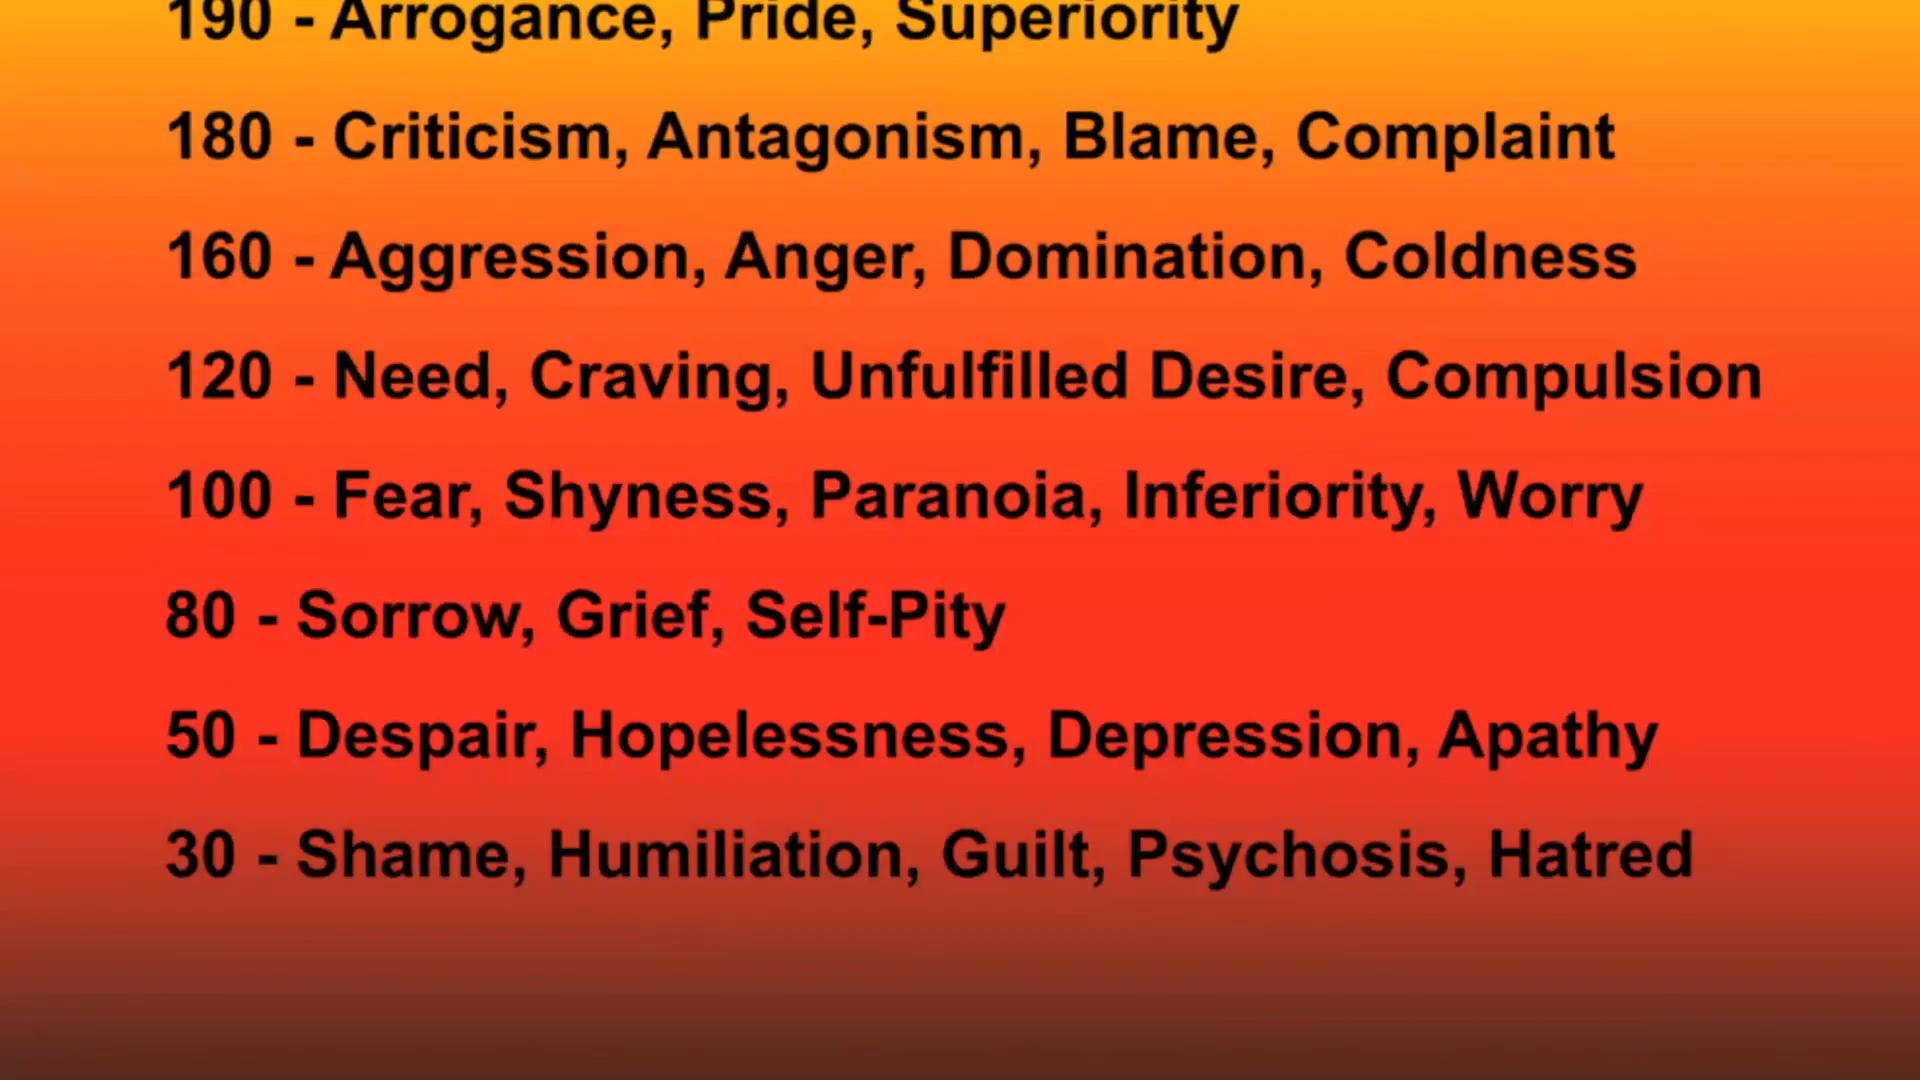 190 - Arrogance, Pride, Superiority
180 - Criticism, Antagonism, Blame, Complaint
160 - Aggression, Anger, Domination, Coldness
120 - Need, Craving, Unfulfilled Desire, Compulsion
100 - Fear, Shyness, Paranoia, Inferiority, Worry
80 - Sorrow, Grief, Self-Pity
50 - Despair, Hopelessness, Depression, Apathy
30 - Shame, Humiliation, Guilt, Psychosis, Hatred